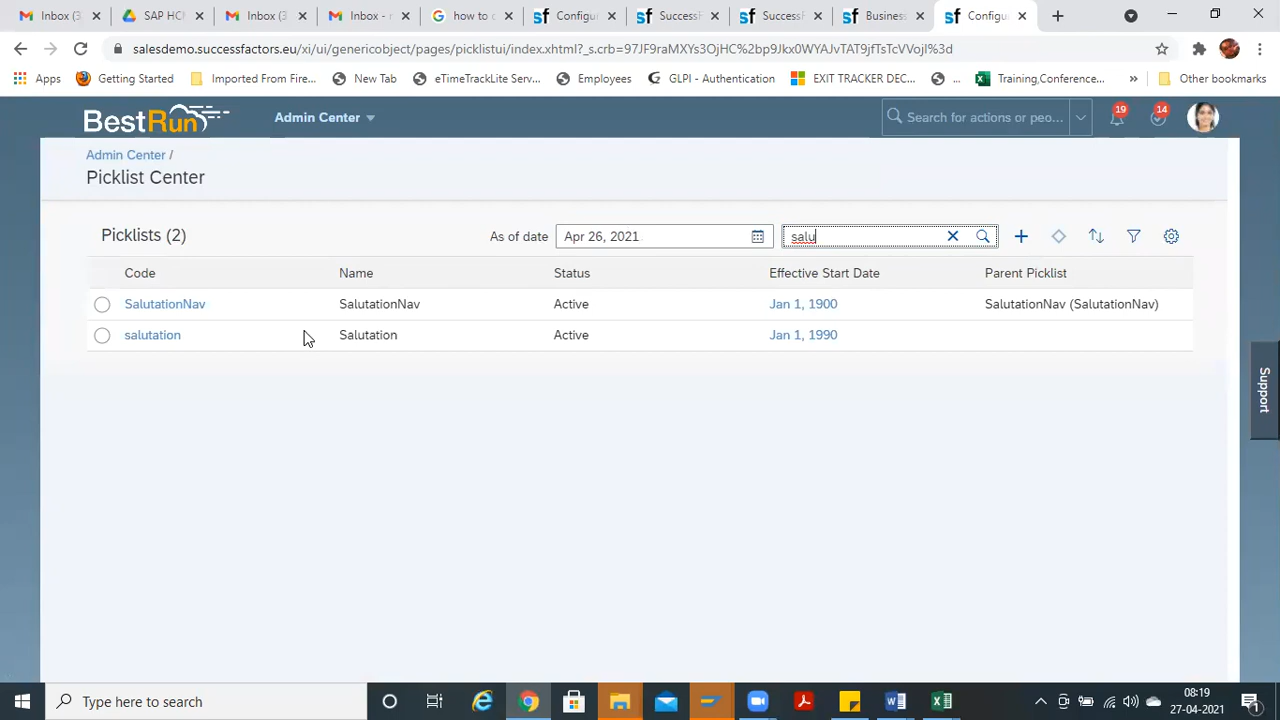 Inbox (3
SAP HCM
Inbox (3
Inbox - r
how to c
Configu
SuccessF
SuccessF
Business
Configu
salesdemo.successfactors.eu/xi/ui/genericobject/pages/picklistui/index.xhtml?_s.crb=97JF9raMXYs3OjHC%2bp9Jkx0WYAJvTAT9jfTsTcVVojI%3d
Apps
Getting Started
Imported From Fire...
New Tab
eTimeTrackLite Serv...
Employees
GLPI - Authentication
EXIT TRACKER DEC...
...
Training,Conference...
»
Other bookmarks
BestRun
Admin Center
Search for actions or peo...
19
14
Admin Center /
Picklist Center
Picklists (2)
As of date
Apr 26, 2021
salu
Code Name Status Effective Start Date Parent Picklist
SalutationNav SalutationNav Active Jan 1, 1900 SalutationNav (SalutationNav)
salutation Salutation Active Jan 1, 1990
Support
Type here to search
08:19
27-04-2021
1